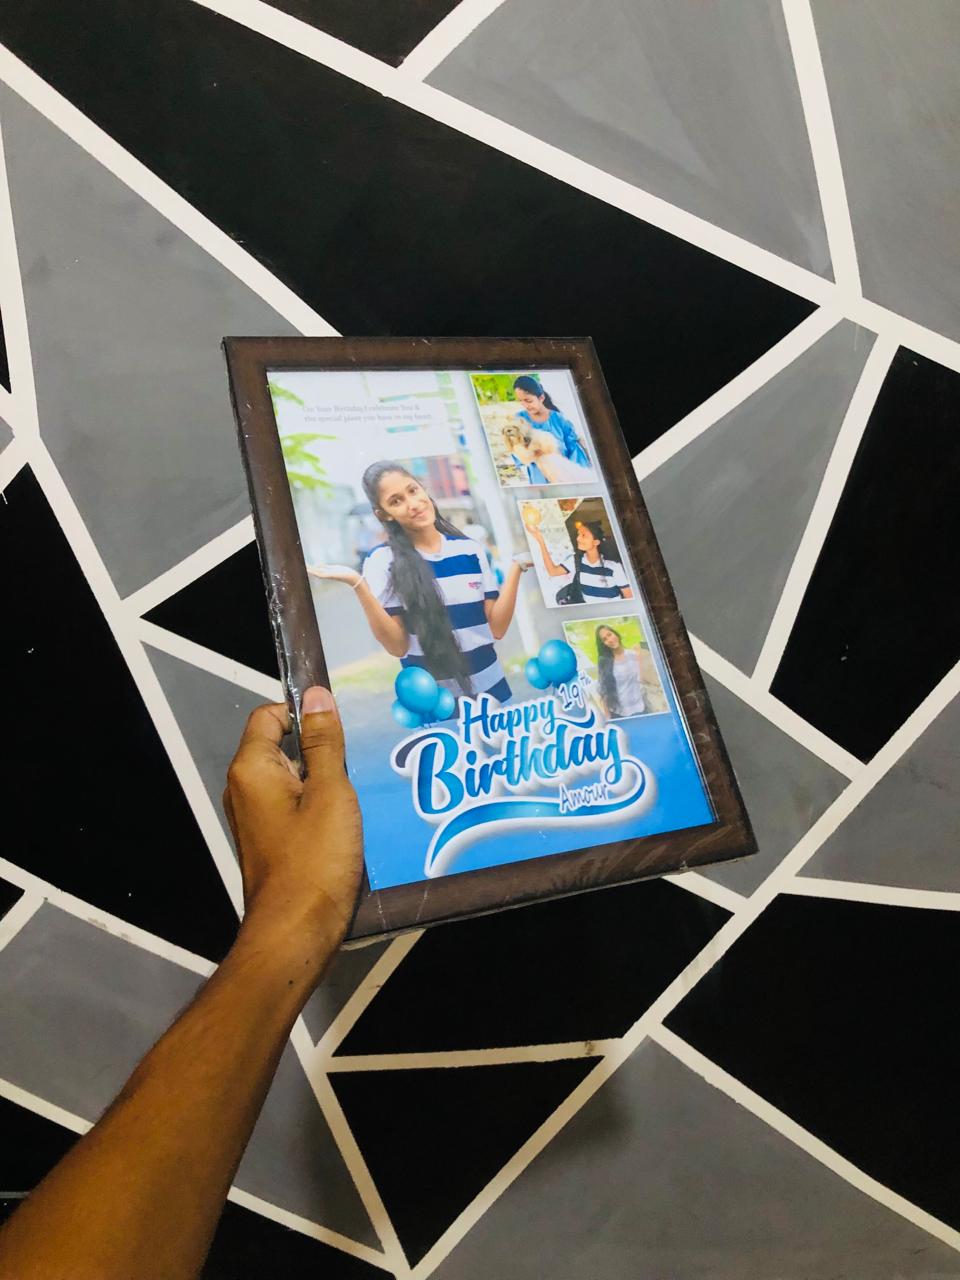 On Your Birthday I celebrate You &
the special place you have in my heart...
Happy 19th
Birthday
Amour